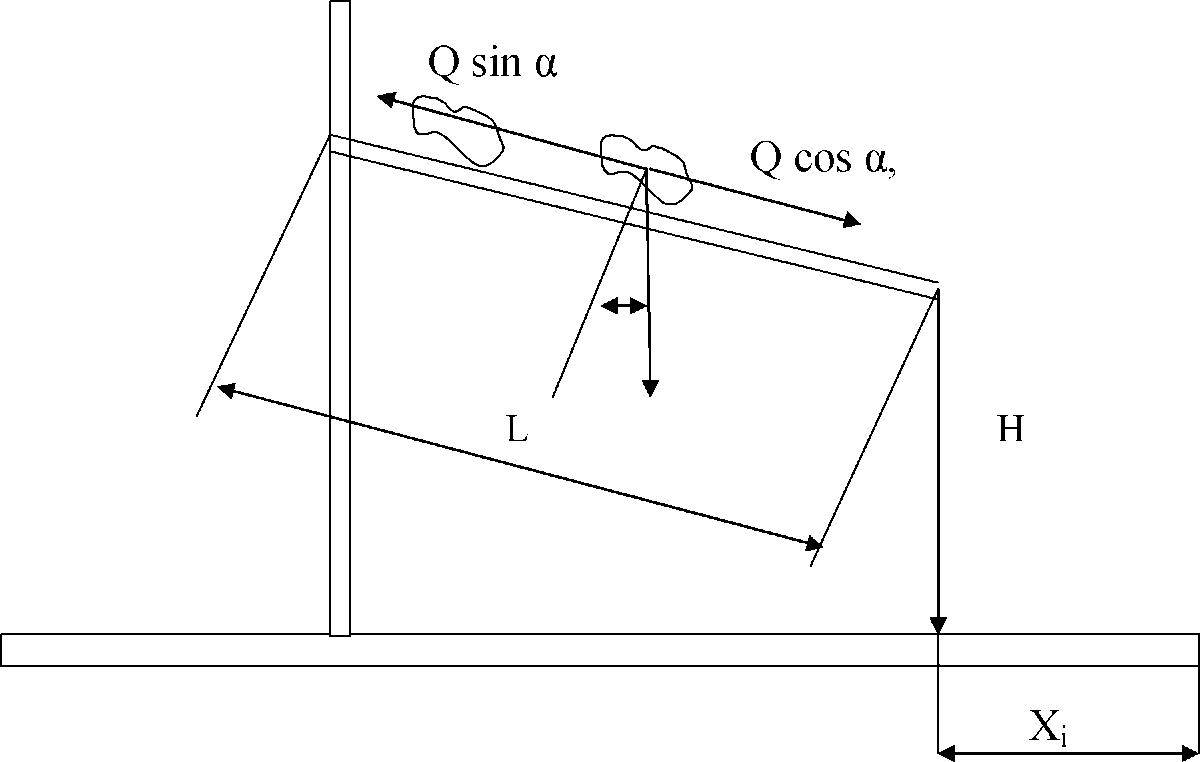 Q sin α
Q cos α,
L
H
Xi